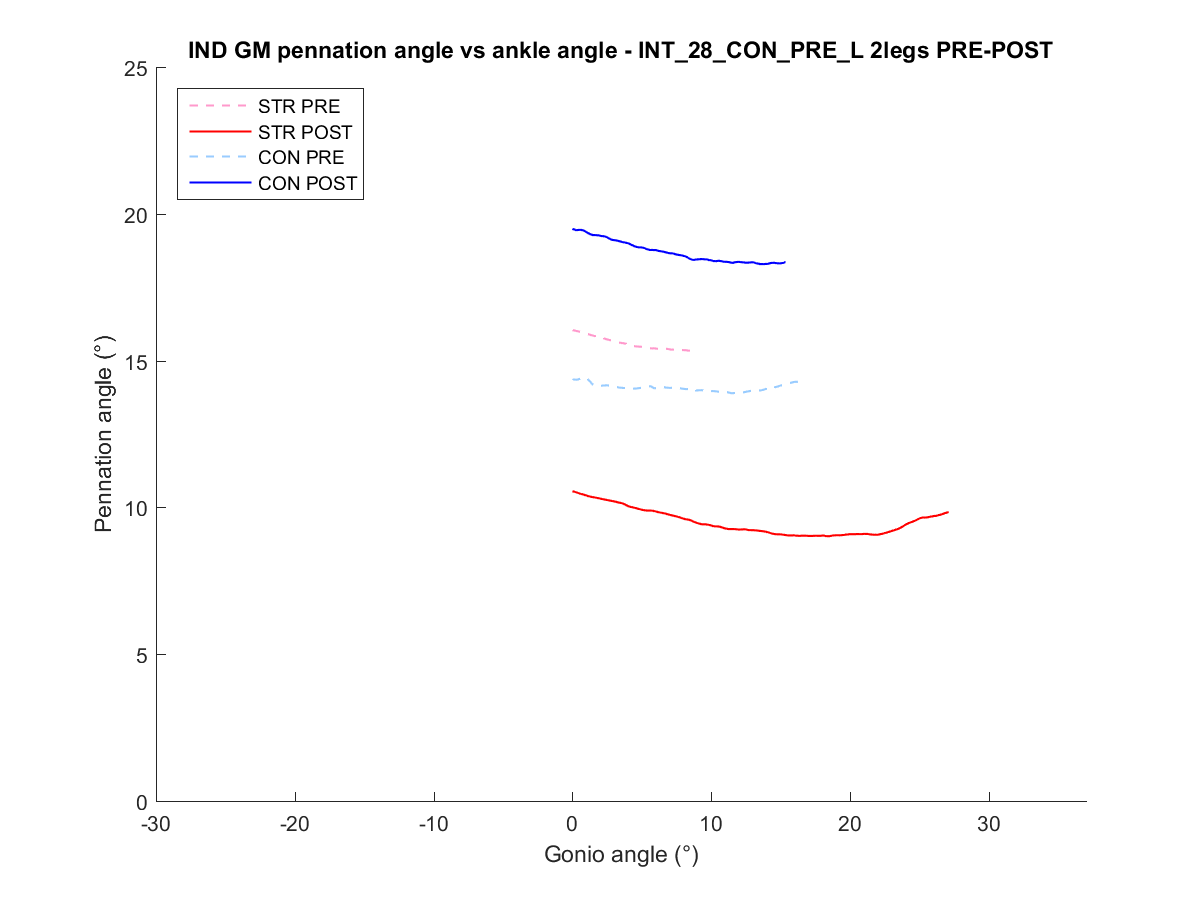 IND GM pennation angle vs ankle angle - INT_28_CON_PRE_L 2legs PRE-POST
25
STR PRE
STR POST
CON PRE
CON POST
20
15
Pennation angle (°)
10
5
0
-30 -20 -10 0 10 20 30
Gonio angle (°)